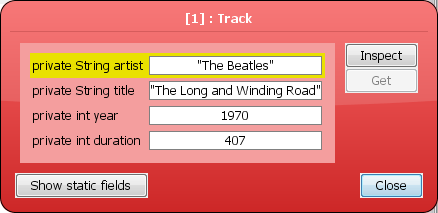 [1] : Track
private String artist "The Beatles"
private String title "The Long and Winding Road"
private int year 1970
private int duration 407
Inspect
Get
Show static fields
Close